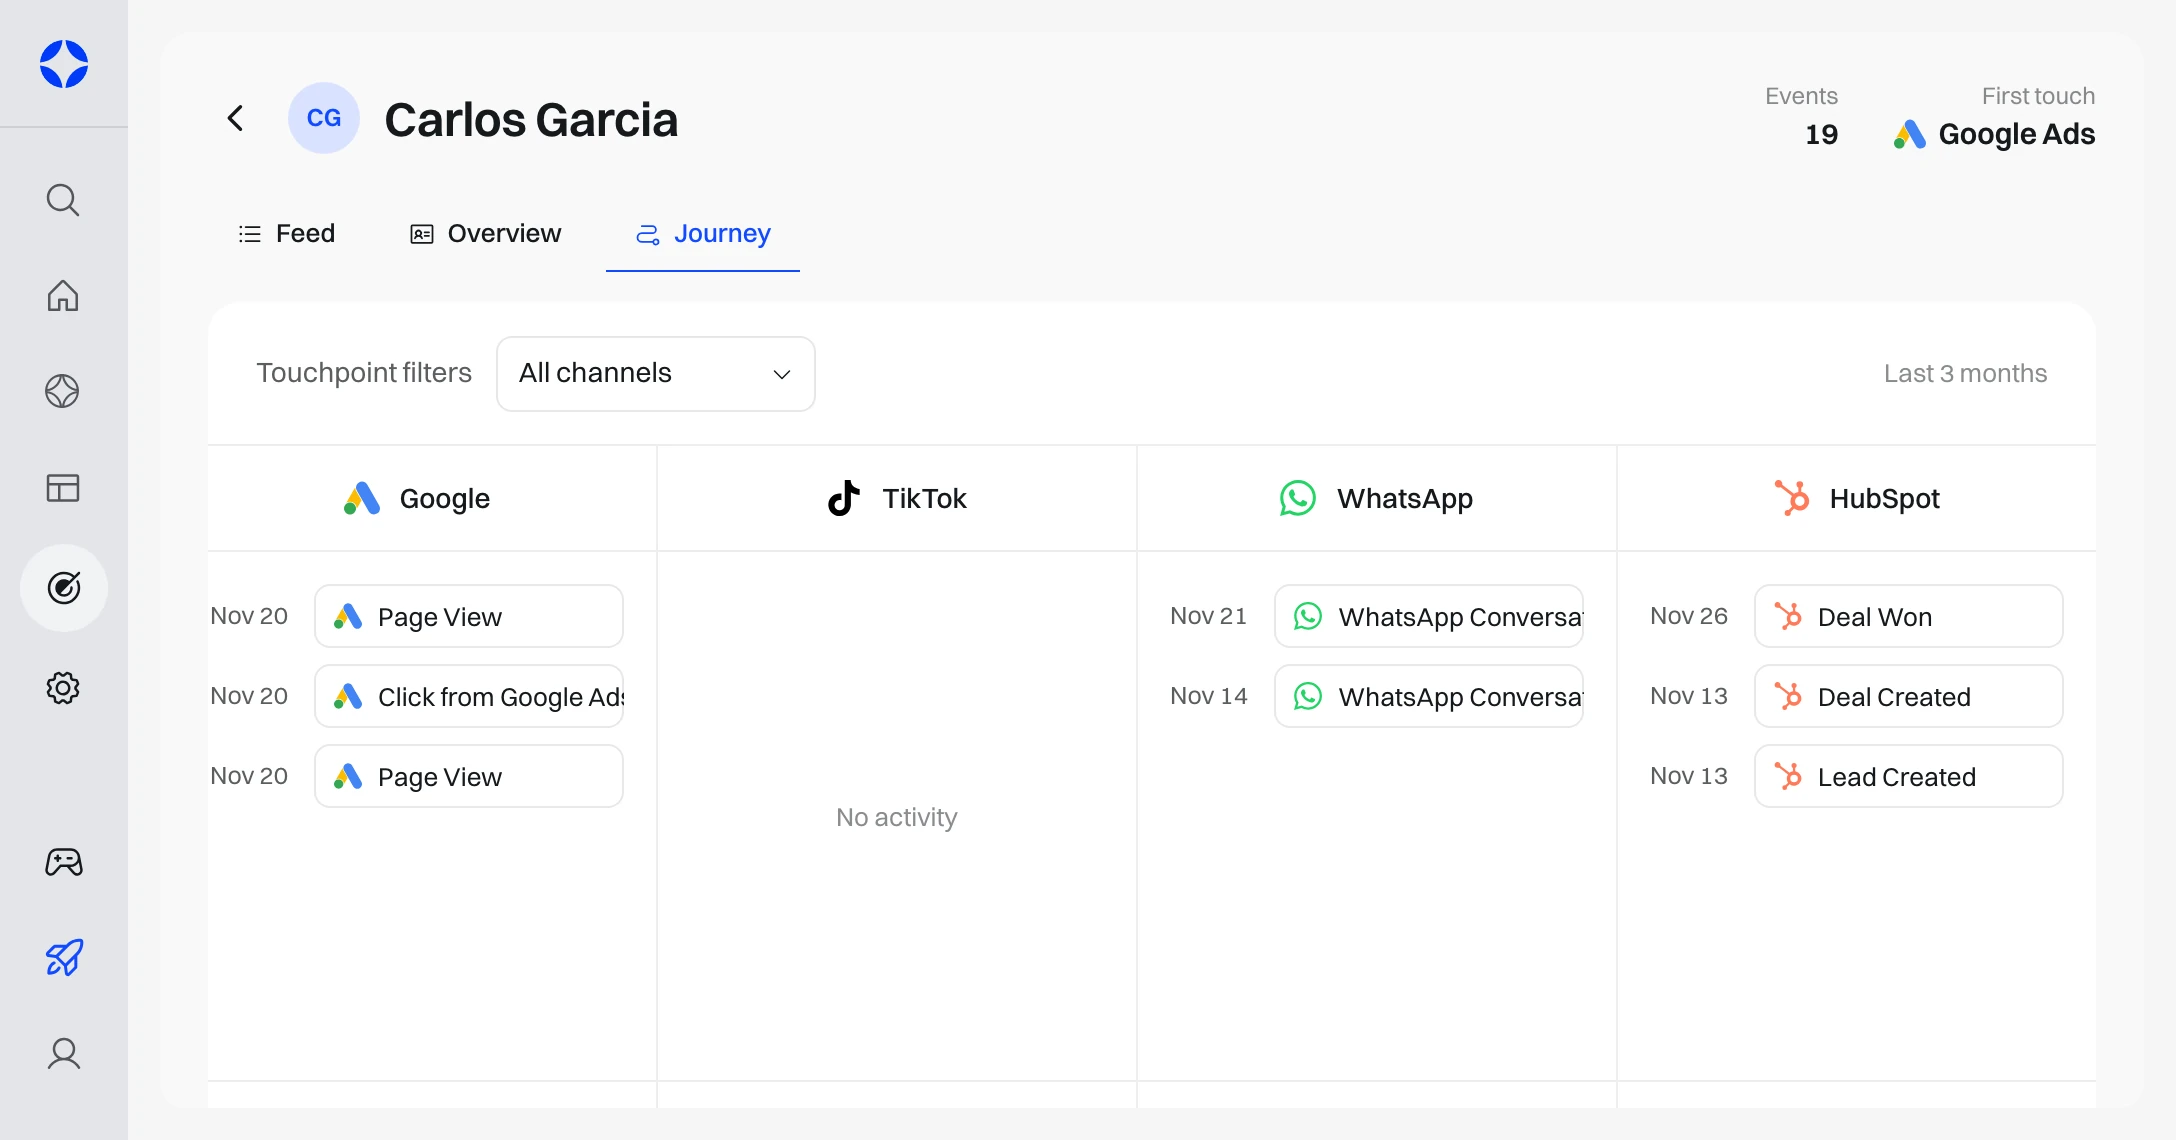 CG
Carlos Garcia
Events
19
First touch
Google Ads
Feed
Overview
Journey
Touchpoint filters
All channels
Last 3 months
Google
TikTok
WhatsApp
HubSpot
Nov 20
Page View
Nov 20
Click from Google Ads
Nov 20
Page View
No activity
Nov 21
WhatsApp Conversa
Nov 14
WhatsApp Conversa
Nov 26
Deal Won
Nov 13
Deal Created
Nov 13
Lead Created